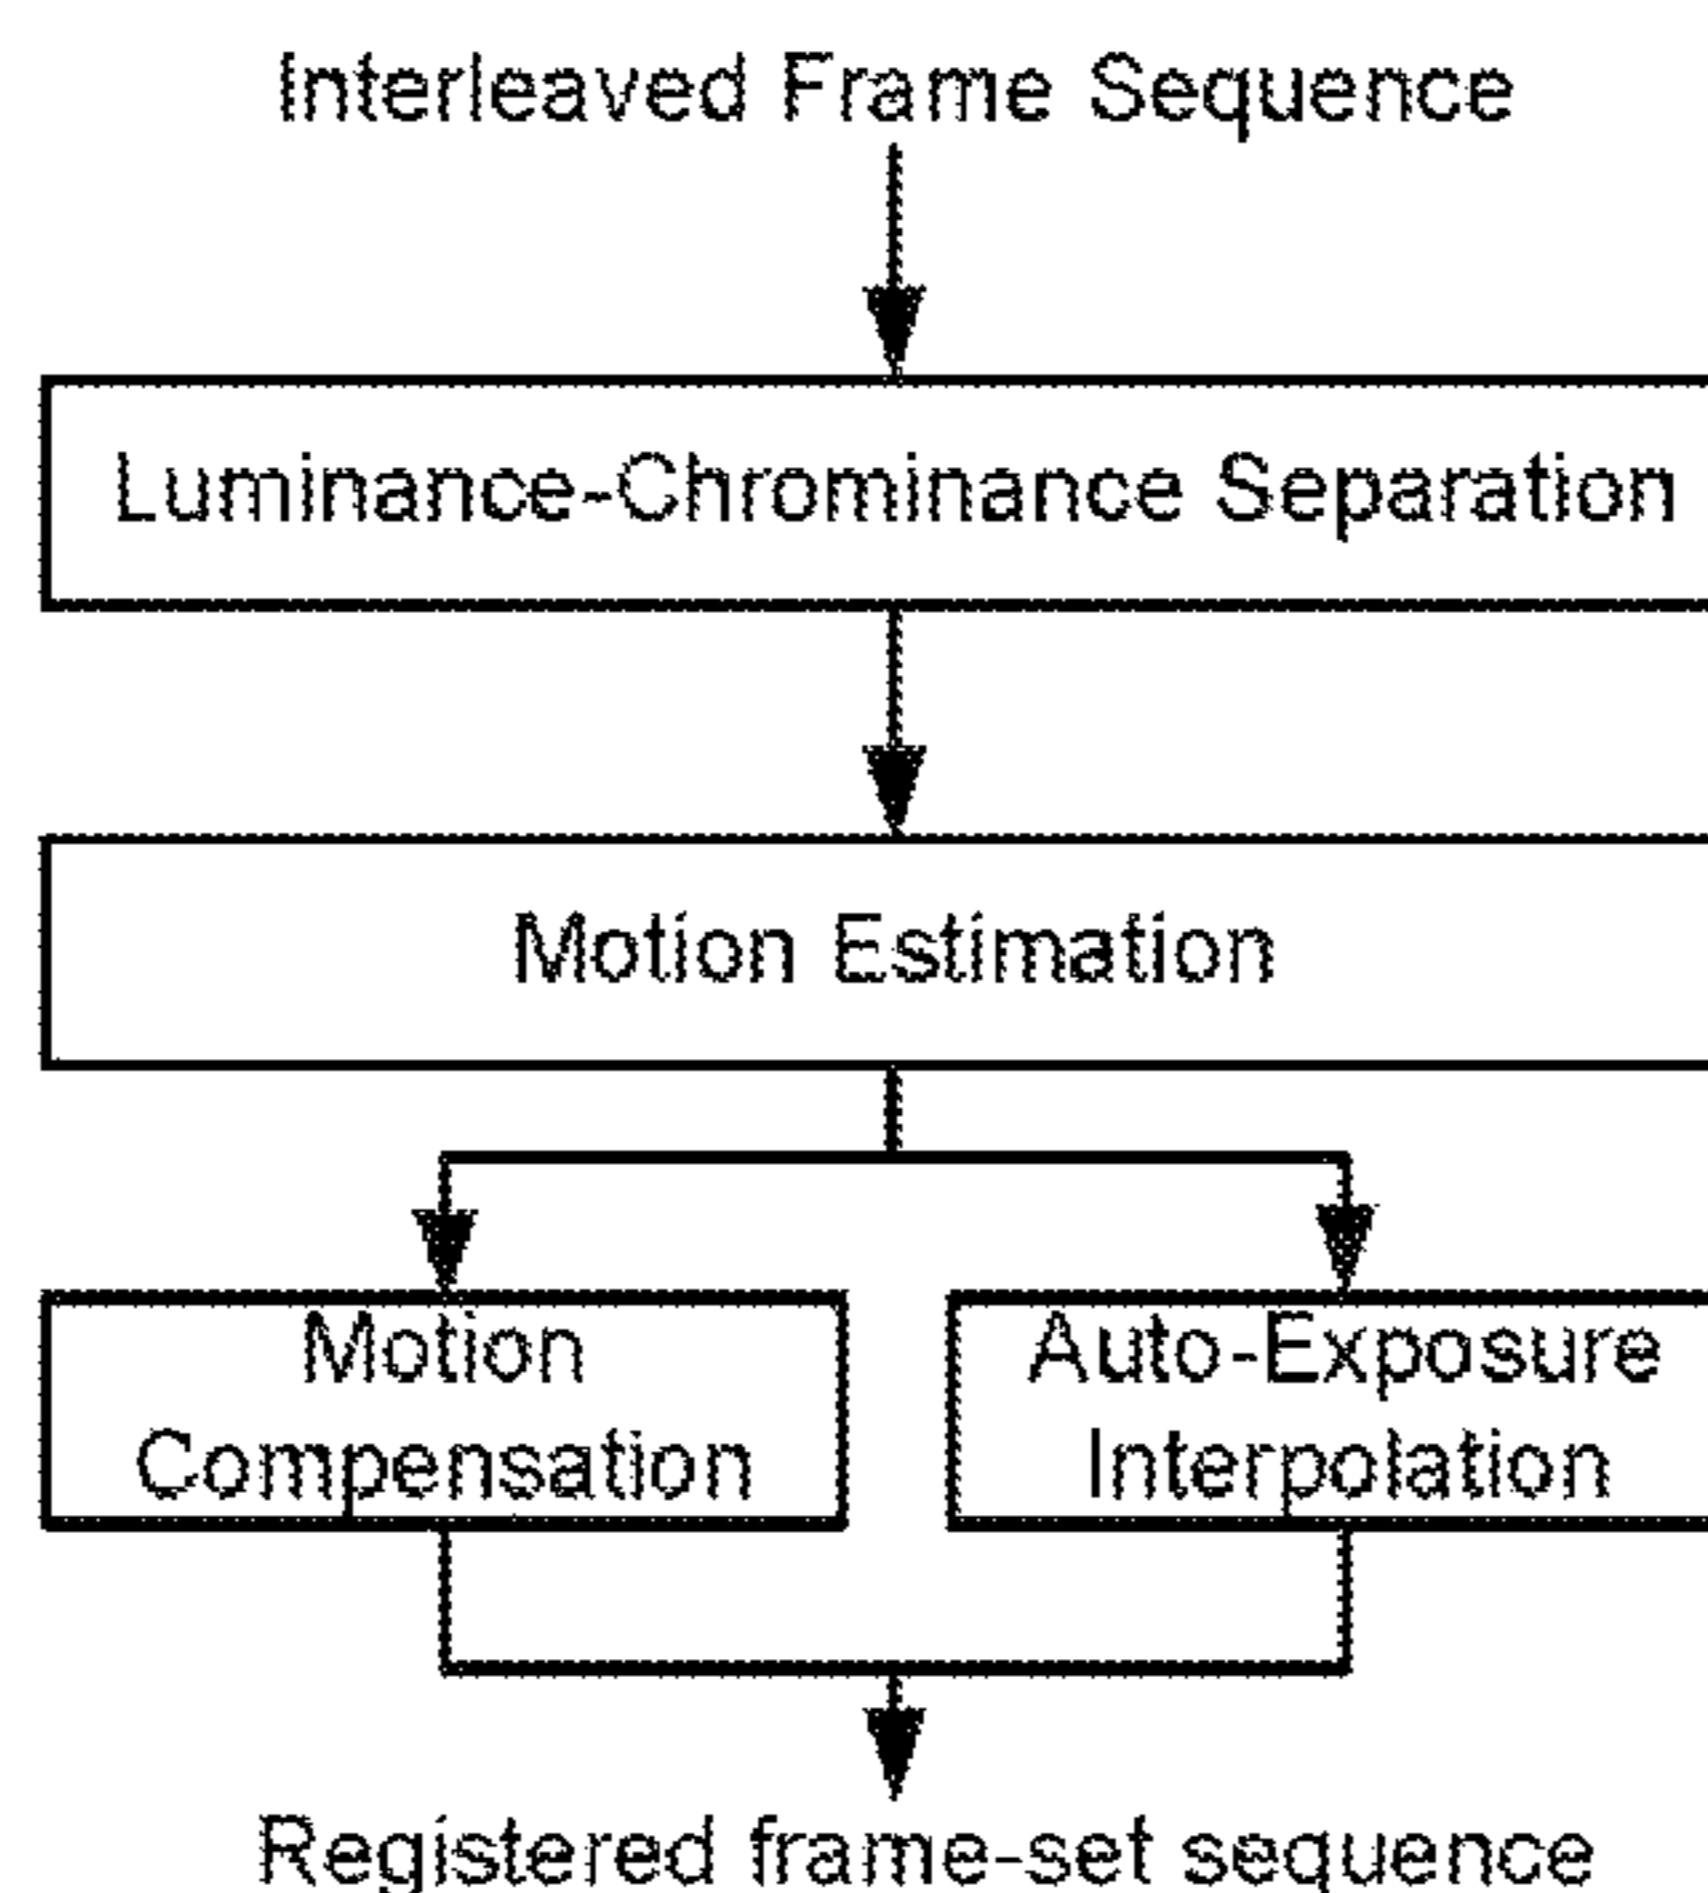 Interleaved Frame Sequence
Luminance-Chrominance Separation
Motion Estimation
Motion
Compensation
Auto-Exposure
Interpolation
Registered frame-set sequence